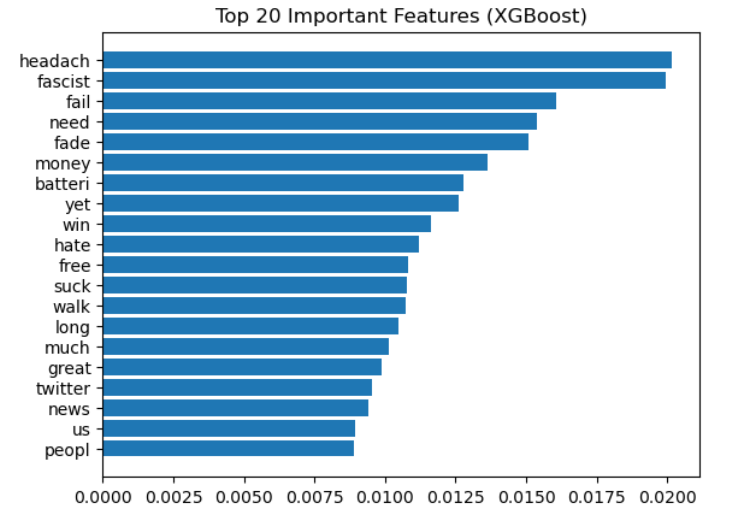 Top 20 Important Features (XGBoost)
headach
fascist
fail
need
fade
money
batteri
yet
win
hate
free
suck
walk
long
much
great
twitter
news
us
peopl
0.0000 0.0025 0.0050 0.0075 0.0100 0.0125 0.0150 0.0175 0.0200